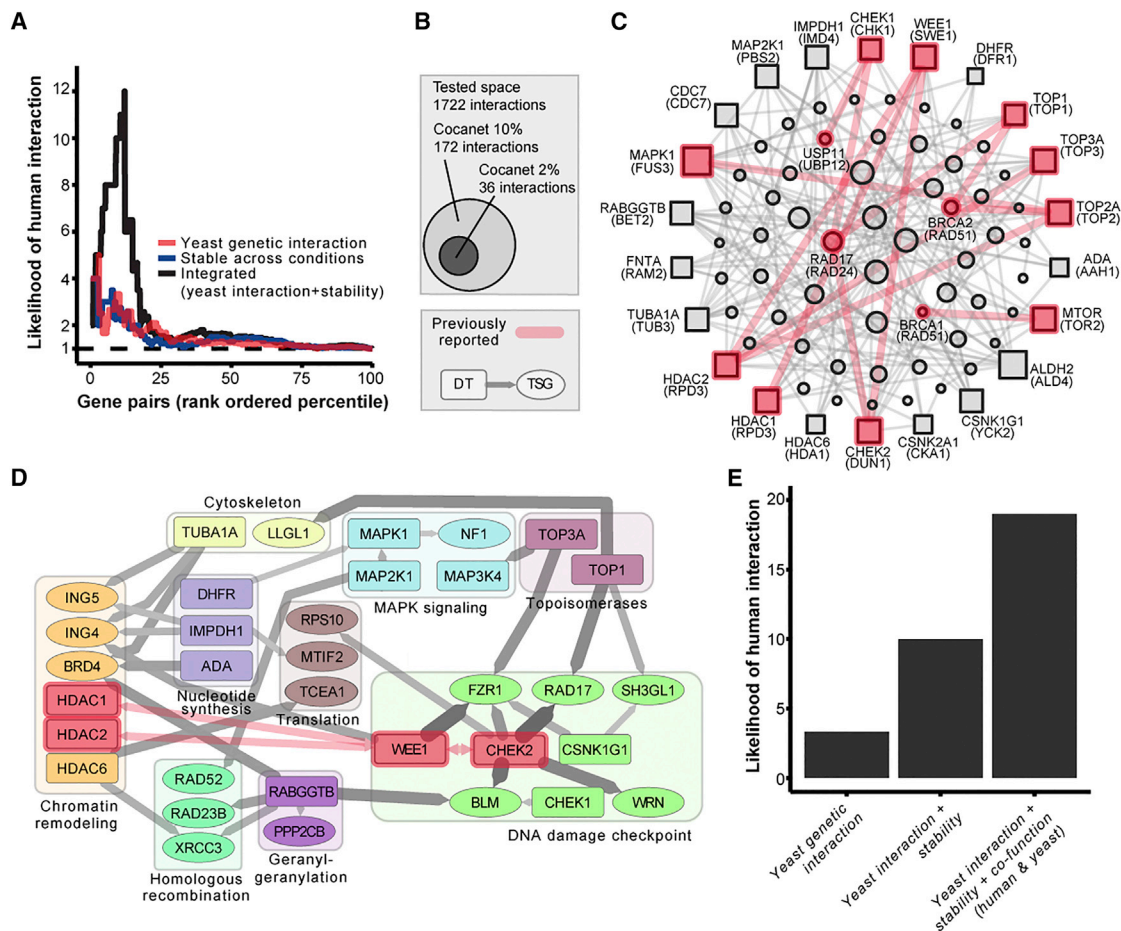 A
Likelihood of human interaction
12
10
8
6
4
2
1
Yeast genetic interaction
Stable across conditions
Integrated
(yeast interaction+stability)
0
25
50
75
100
Gene pairs (rank ordered percentile)
B
Tested space
1722 interactions
Cocanet 10%
172 interactions
Cocanet 2%
36 interactions
Previously
reported
DT
TSG
C
IMPDH1
(IMD4)
CHEK1
(CHK1)
WEE1
(SWE1)
MAP2K1
(PBS2)
DHFR
(DFR1)
CDC7
(CDC7)
TOP1
(TOP1)
MAPK1
(FUS3)
USP11
(UBP12)
TOP3A
(TOP3)
RABGGTB
(BET2)
BRCA2
(RAD51)
TOP2A
(TOP2)
FNTA
(RAM2)
RAD17
(RAD24)
ADA
(AAH1)
TUBA1A
(TUB3)
BRCA1
(RAD51)
MTOR
(TOR2)
HDAC2
(RPD3)
ALDH2
(ALD4)
HDAC1
(RPD3)
HDAC6
(HDA1)
CHEK2
(DUN1)
CSNK2A1
(CKA1)
CSNK1G1
(YCK2)
D
Cytoskeleton
TUBA1A
LLGL1
MAPK1
NF1
MAP2K1
MAP3K4
MAPK signaling
TOP3A
TOP1
Topoisomerases
ING5
ING4
BRD4
HDAC1
HDAC2
HDAC6
Chromatin
remodeling
DHFR
IMPDH1
ADA
Nucleotide
synthesis
RPS10
MTIF2
TCEA1
Translation
FZR1
RAD17
SH3GL1
WEE1
CHEK2
CSNK1G1
BLM
CHEK1
WRN
DNA damage checkpoint
RAD52
RAD23B
XRCC3
Homologous
recombination
RABGGTB
PPP2CB
Geranyl-
geranylation
E
Likelihood of human interaction
20
15
10
5
0
Yeast genetic
interaction
Yeast interaction +
stability
Yeast interaction +
stability + co-function
(human & yeast)